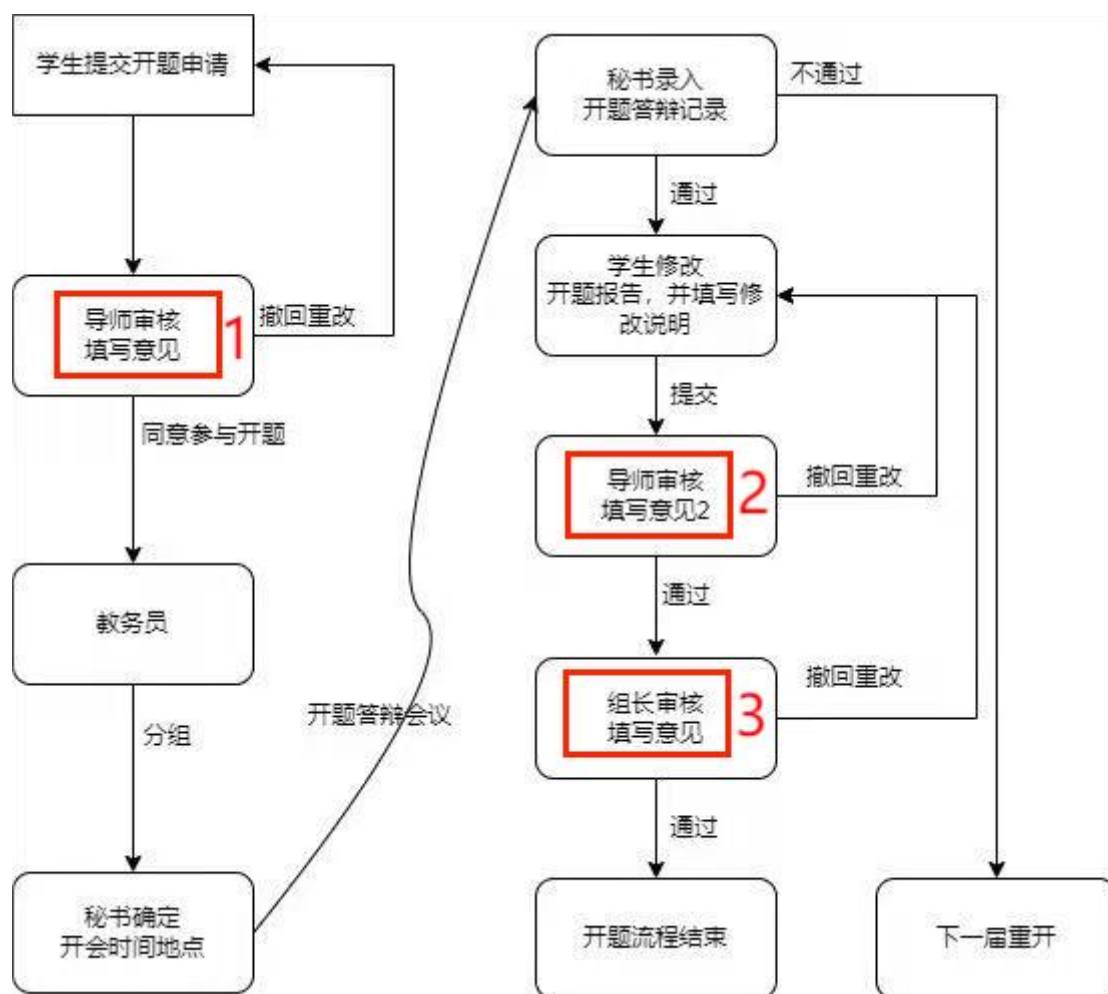 学生提交开题申请
导师审核
填写意见
1
撤回重改
同意参与开题
教务员
分组
秘书确定
开会时间地点
开题答辩会议
秘书录入
开题答辩记录
不通过
通过
学生修改
开题报告，并填写修
改说明
提交
导师审核
填写意见2
2
撤回重改
通过
组长审核
填写意见
3
撤回重改
通过
开题流程结束
下一届重开